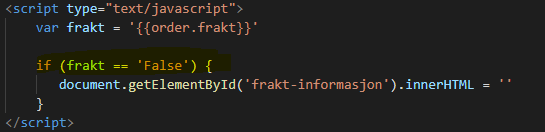 <script type="text/javascript">
var frakt = '{{order.frakt}}'
if (frakt == 'False') {
document.getElementById('frakt-informasjon').innerHTML = ''
}
</script>